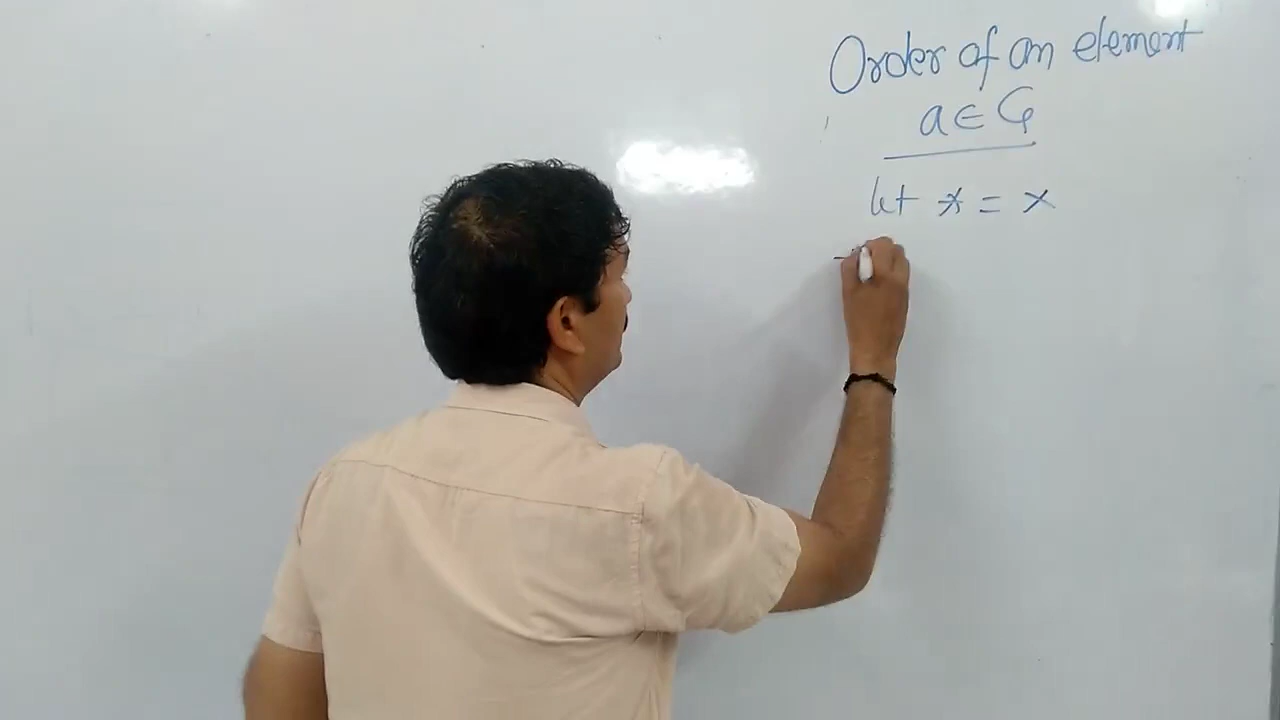 Order of an element
a ∈ G
let * = ×